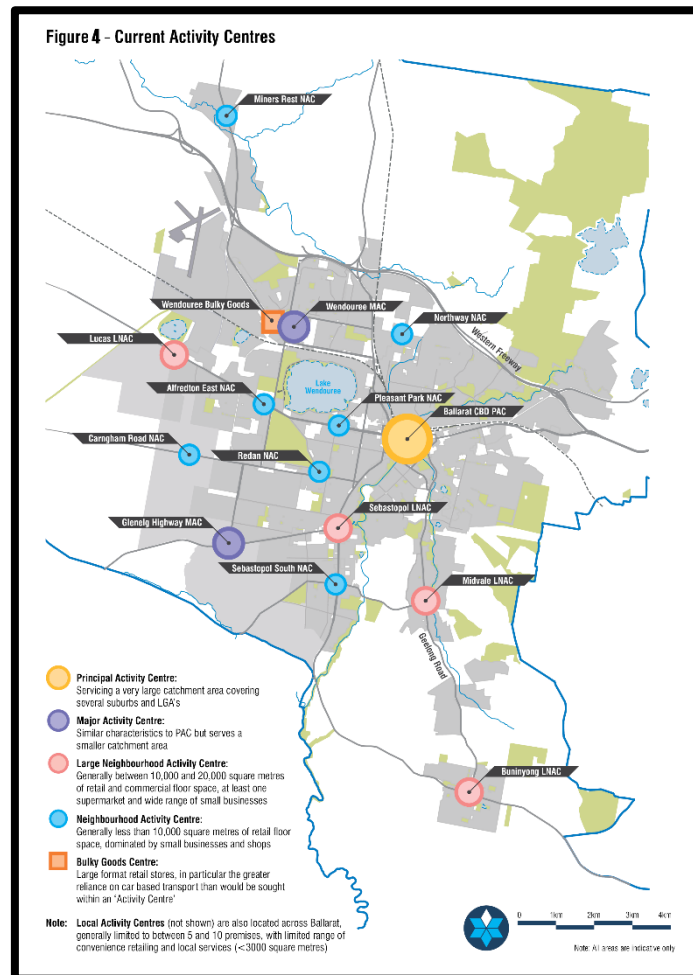 Figure 4 - Current Activity Centres
Miners Rest NAC
Wendouree Bulky Goods
Wendouree MAC
Northway NAC
Lucas LNAC
Western Freeway
Alfredton East NAC
Lake
Wendouree
Pleasant Park NAC
Ballarat CBD PAC
Carngham Road NAC
Redan NAC
Sebastopol LNAC
Glenelg Highway MAC
Sebastopol South NAC
Midvale LNAC
Geelong Road
Buninyong LNAC
Principal Activity Centre:
Servicing a very large catchment area covering
several suburbs and LGA's
Major Activity Centre:
Similar characteristics to PAC but serves a
smaller catchment area
Large Neighbourhood Activity Centre:
Generally between 10,000 and 20,000 square metres
of retail and commercial floor space, at least one
supermarket and wide range of small businesses
Neighbourhood Activity Centre:
Generally less than 10,000 square metres of retail floor
space, dominated by small businesses and shops
Bulky Goods Centre:
Large format retail stores, in particular the greater
reliance on car based transport than would be sought
within an 'Activity Centre'
Note: Local Activity Centres (not shown) are also located across Ballarat,
generally limited to between 5 and 10 premises, with limited range of
convenience retailing and local services (<3000 square metres)
0 1km 2km 3km 4km
Note: All areas are indicative only